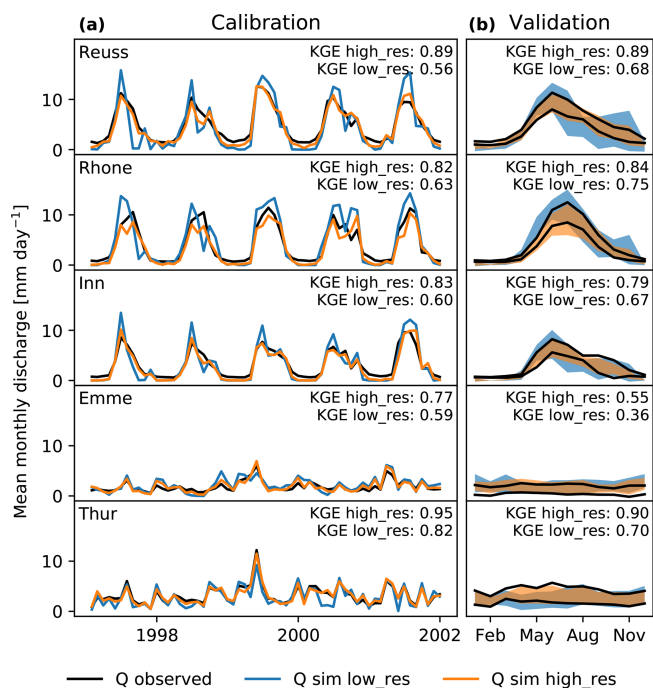 (a) Calibration (b) Validation
Reuss
KGE high_res: 0.89
KGE low_res: 0.56
KGE high_res: 0.89
KGE low_res: 0.68
10
0
Rhone
KGE high_res: 0.82
KGE low_res: 0.63
KGE high_res: 0.84
KGE low_res: 0.75
10
0
Inn
KGE high_res: 0.83
KGE low_res: 0.60
KGE high_res: 0.79
KGE low_res: 0.67
10
0
Emme
KGE high_res: 0.77
KGE low_res: 0.59
KGE high_res: 0.55
KGE low_res: 0.36
10
0
Thur
KGE high_res: 0.95
KGE low_res: 0.82
KGE high_res: 0.90
KGE low_res: 0.70
10
0
Mean monthly discharge [mm day⁻¹]
1998 2000 2002
Feb May Aug Nov
Q observed Q sim low_res Q sim high_res